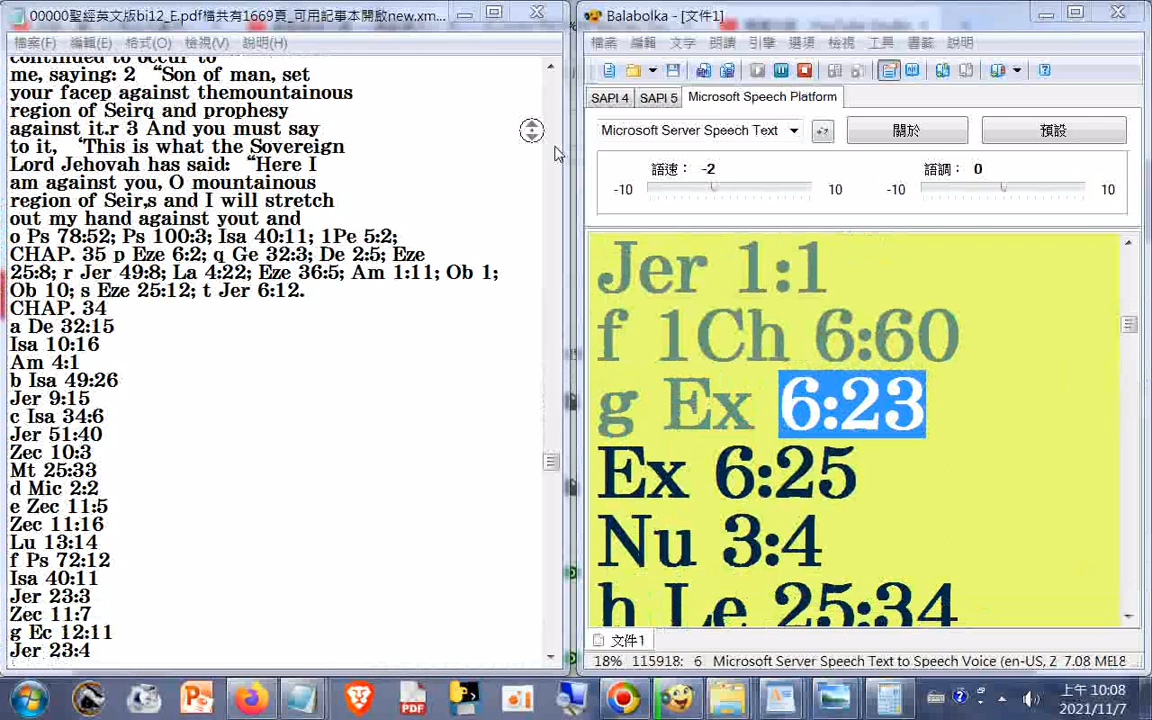 00000聖經英文版bi12_E.pdf檔共有1669頁_可用記事本開啟new.xm...
檔案(F) 編輯(E) 格式(O) 檢視(V) 說明(H)
continued to occur to
me, saying: 2 “Son of man, set
your facep against themountainous
region of Seirq and prophesy
against it.r 3 And you must say
to it, ‘This is what the Sovereign
Lord Jehovah has said: “Here I
am against you, O mountainous
region of Seir,s and I will stretch
out my hand against yout and
o Ps 78:52; Ps 100:3; Isa 40:11; 1Pe 5:2;
CHAP. 35 p Eze 6:2; q Ge 32:3; De 2:5; Eze
25:8; r Jer 49:8; La 4:22; Eze 36:5; Am 1:11; Ob 1;
Ob 10; s Eze 25:12; t Jer 6:12.
CHAP. 34
a De 32:15
Isa 10:16
Am 4:1
b Isa 49:26
Jer 9:15
c Isa 34:6
Jer 51:40
Zec 10:3
Mt 25:33
d Mic 2:2
e Zec 11:5
Zec 11:16
Lu 13:14
f Ps 72:12
Isa 40:11
Jer 23:3
Zec 11:7
g Ec 12:11
Jer 23:4
Balabolka - [文件1]
檔案 編輯 文字 朗讀 引擎 選項 檢視 工具 書籤 說明
SAPI 4 SAPI 5 Microsoft Speech Platform
Microsoft Server Speech Text 關於 預設
語速： -2 語調： 0
-10 10 -10 10
Jer 1:1
f 1Ch 6:60
g Ex 6:23
Ex 6:25
Nu 3:4
h Le 25:34
文件1
18% 115918: 6 Microsoft Server Speech Text to Speech Voice (en-US, Z 7.08 MEL8
PDF
上午 10:08
2021/11/7